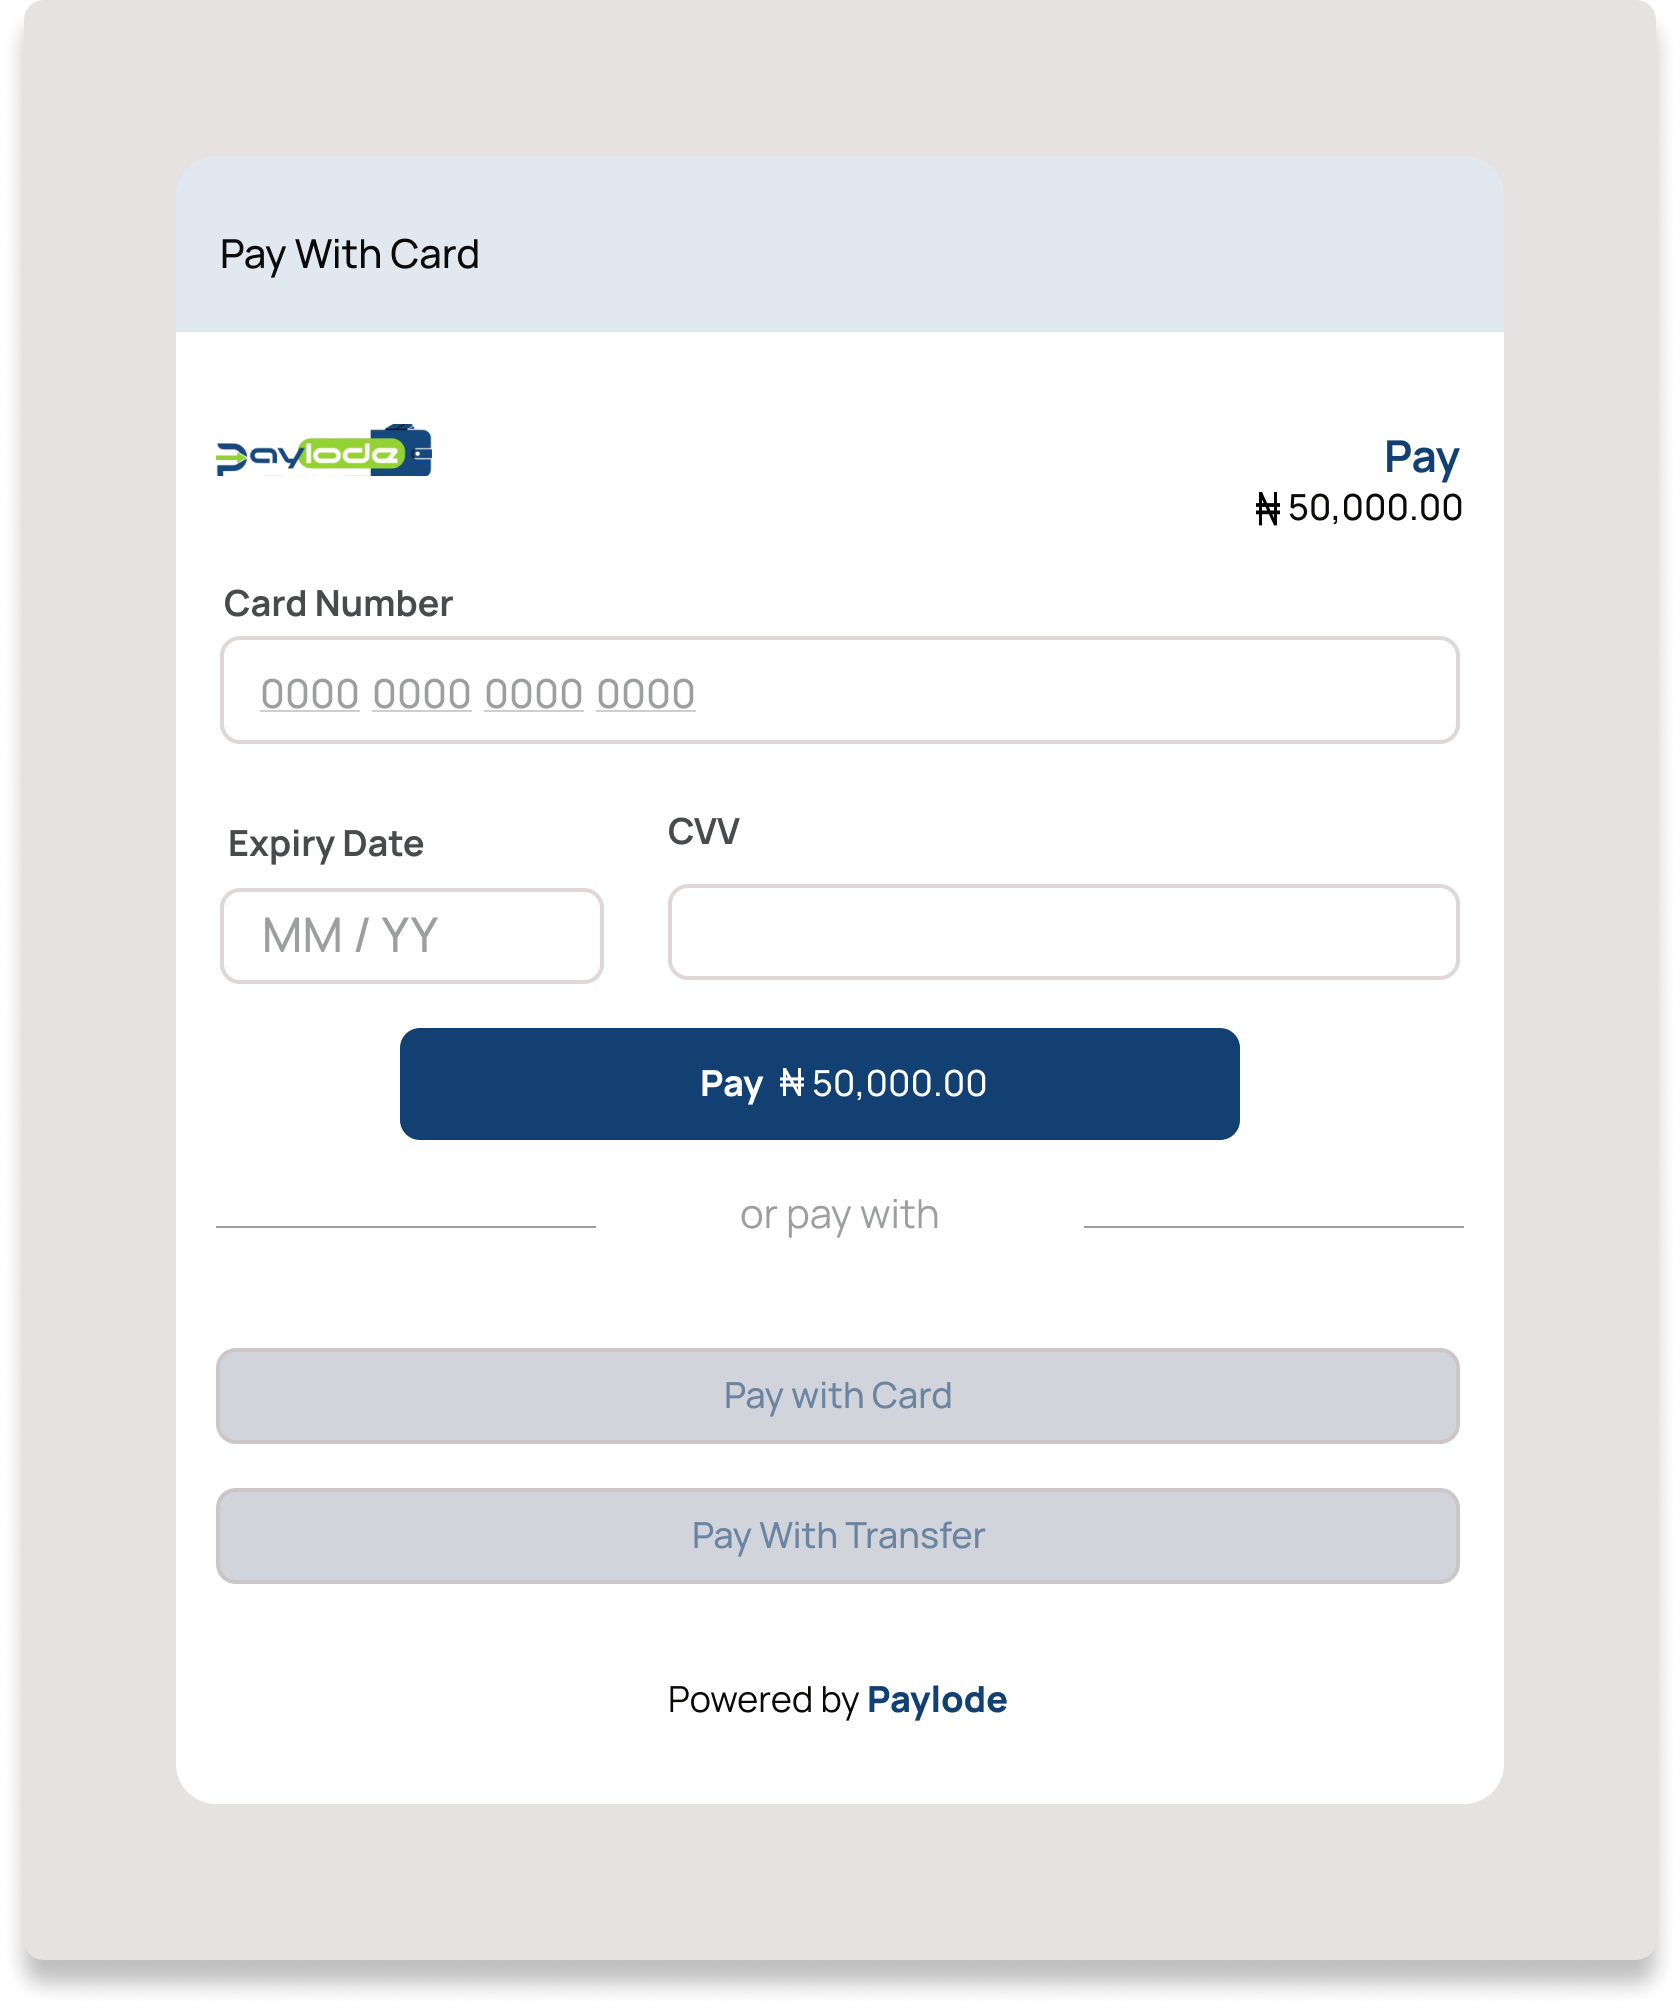 Pay With Card
Paylode
Pay
₦ 50,000.00
Card Number
0000 0000 0000 0000
Expiry Date
CVV
MM / YY
Pay ₦ 50,000.00
or pay with
Pay with Card
Pay With Transfer
Powered by Paylode